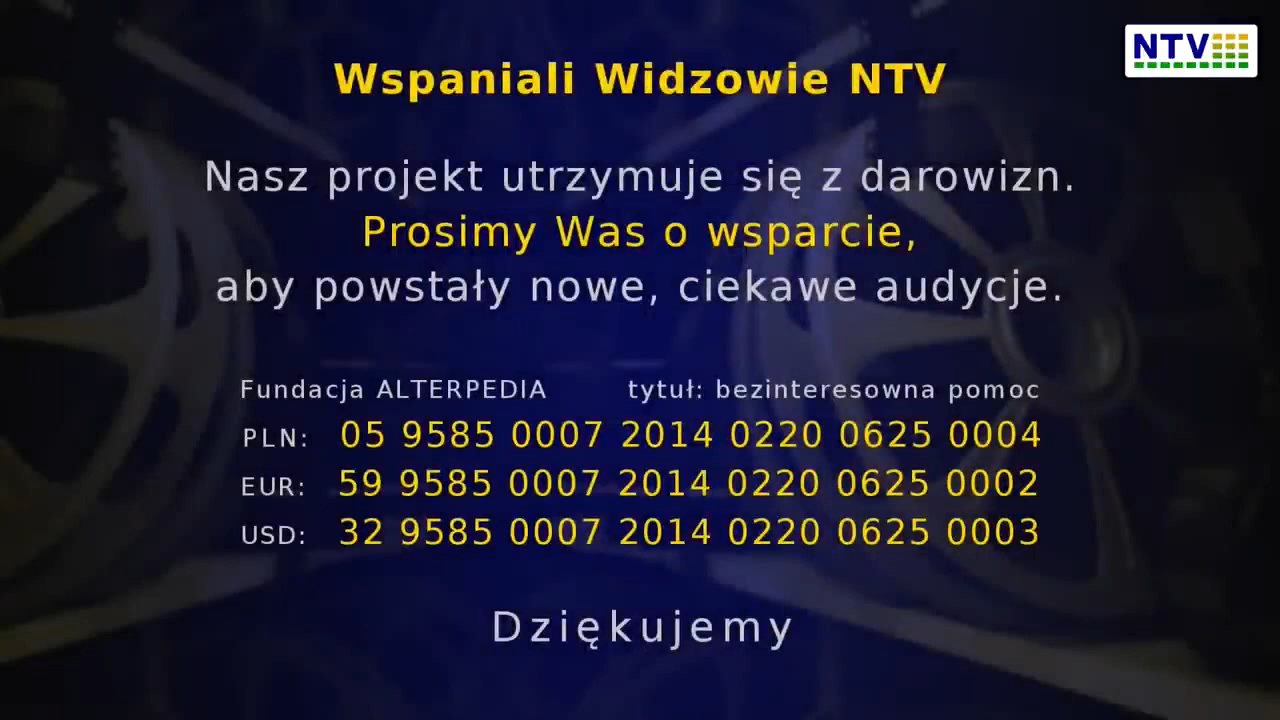 NTV
Wspaniali Widzowie NTV
Nasz projekt utrzymuje się z darowizn.
Prosimy Was o wsparcie,
aby powstały nowe, ciekawe audycje.
Fundacja ALTERPEDIA tytuł: bezinteresowna pomoc
PLN: 05 9585 0007 2014 0220 0625 0004
EUR: 59 9585 0007 2014 0220 0625 0002
USD: 32 9585 0007 2014 0220 0625 0003
Dziękujemy